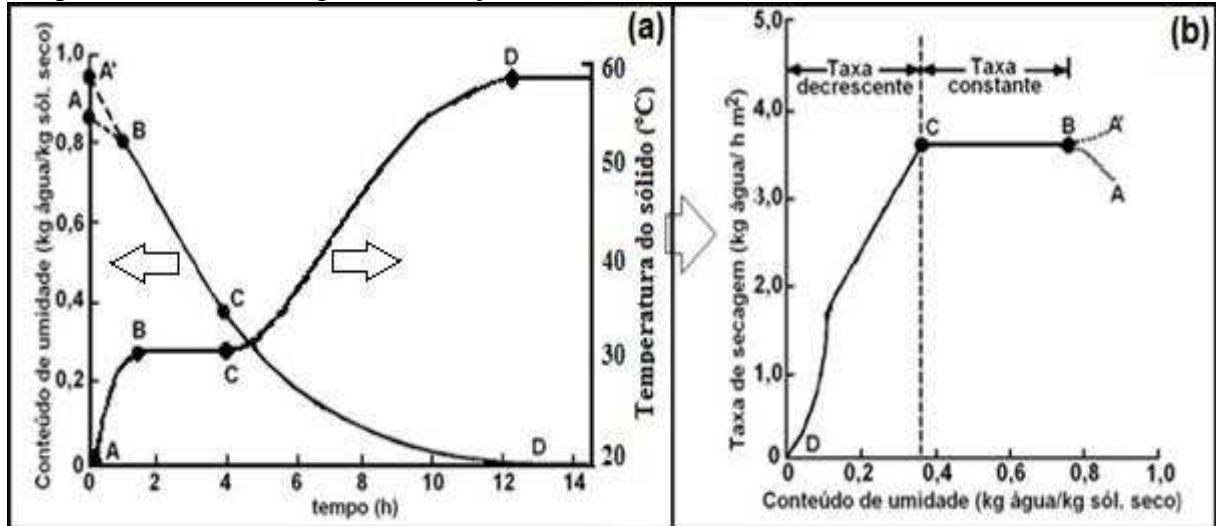 (a)
Conteúdo de umidade (kg água/kg sól. seco)
1,0
0,8
0,6
0,4
0,2
0
A'
A
B
C
D
B
C
A
D
60
50
40
30
20
Temperatura do sólido (°C)
0
2
4
6
8
10
12
14
tempo (h)
(b)
Taxa de secagem (kg água/ h m²)
5,0
4,0
3,0
2,0
1,0
0
Taxa
decrescente
Taxa
constante
C
B
A'
A
D
0
0,2
0,4
0,6
0,8
1,0
Conteúdo de umidade (kg água/kg sól. seco)